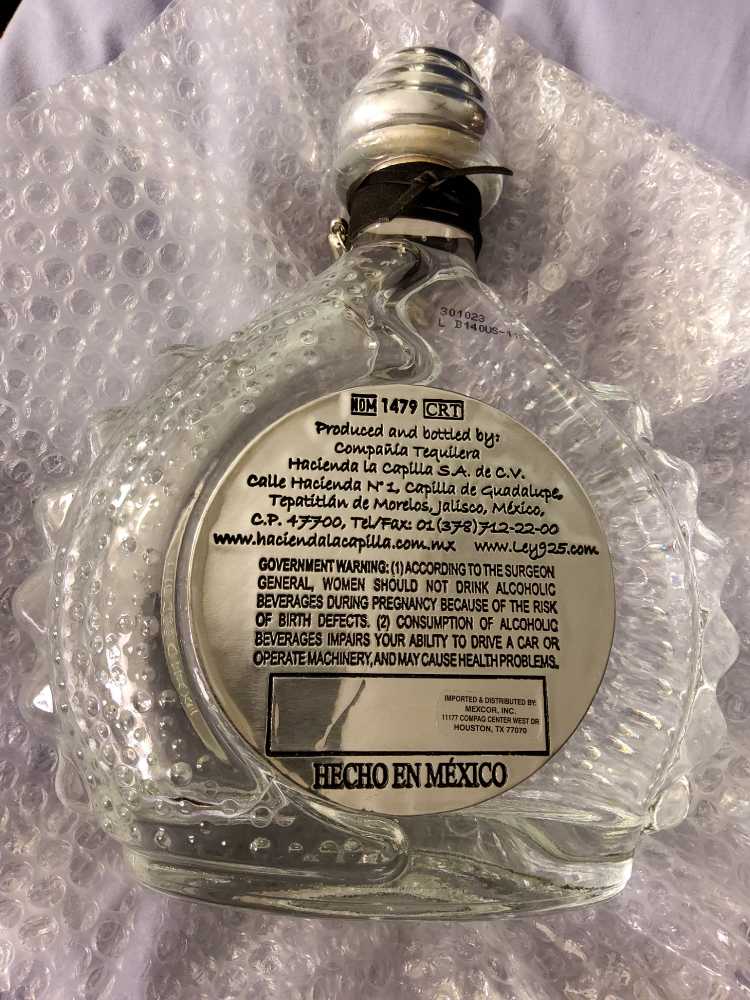 301023
L B140US-
NOM 1479 CRT
Produced and bottled by:
Compañía Tequilera
Hacienda la Capilla S.A. de C.V.
Calle Hacienda N° 1, Capilla de Guadalupe,
Tepatitlán de Morelos, Jalisco, México,
C.P. 47700, Tel/Fax: 01(378)712-22-00
www.haciendalacapilla.com.mx www.Ley925.com
GOVERNMENT WARNING: (1) ACCORDING TO THE SURGEON
GENERAL, WOMEN SHOULD NOT DRINK ALCOHOLIC
BEVERAGES DURING PREGNANCY BECAUSE OF THE RISK
OF BIRTH DEFECTS. (2) CONSUMPTION OF ALCOHOLIC
BEVERAGES IMPAIRS YOUR ABILITY TO DRIVE A CAR OR
OPERATE MACHINERY, AND MAY CAUSE HEALTH PROBLEMS.
IMPORTED & DISTRIBUTED BY:
MEXCOR, INC.
11177 COMPAQ CENTER WEST DR
HOUSTON, TX 77070
HECHO EN MÉXICO